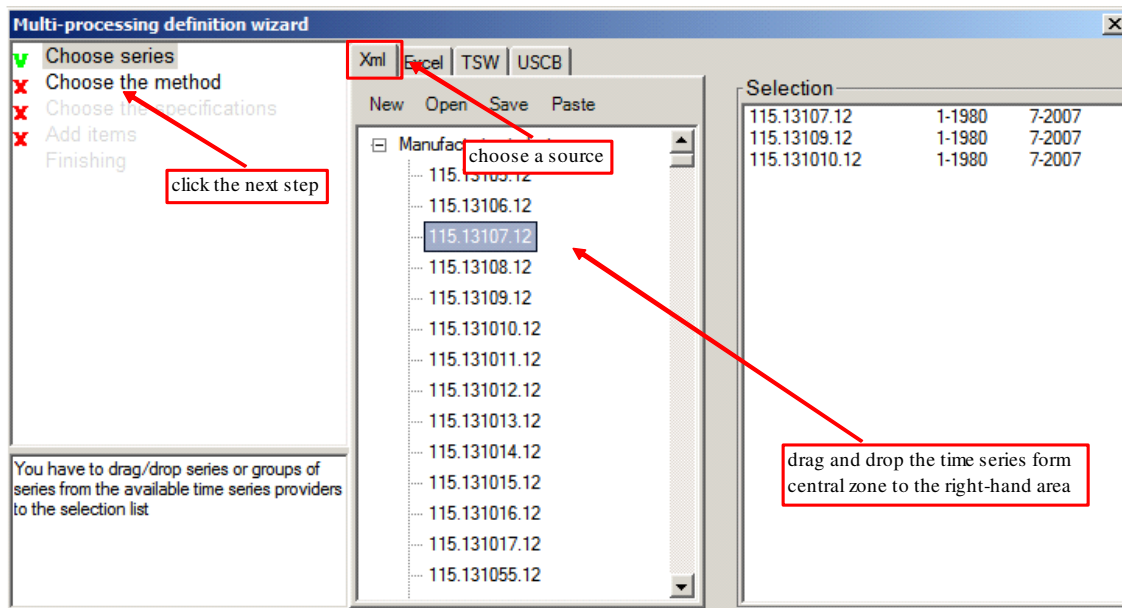 Multi-processing definition wizard
Choose series
Choose the method
Choose the specifications
Add items
Finishing
click the next step
You have to drag/drop series or groups of
series from the available time series providers
to the selection list
Xml Excel TSW USCB
New Open Save Paste
choose a source
115.13105.12
115.13106.12
115.13107.12
115.13108.12
115.13109.12
115.131010.12
115.131011.12
115.131012.12
115.131013.12
115.131014.12
115.131015.12
115.131016.12
115.131017.12
115.131055.12
Selection
115.13107.12 1-1980 7-2007
115.13109.12 1-1980 7-2007
115.131010.12 1-1980 7-2007
drag and drop the time series form
central zone to the right-hand area